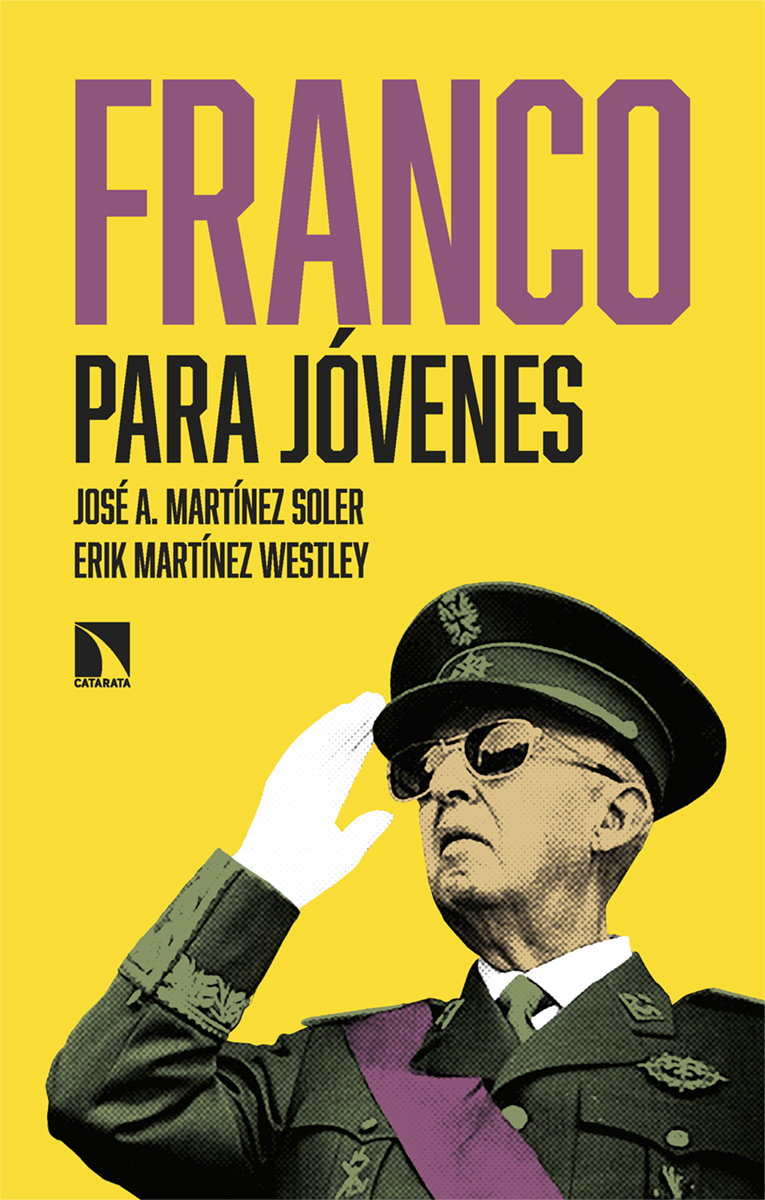 FRANCO
PARA JÓVENES
JOSÉ A. MARTÍNEZ SOLER
ERIK MARTÍNEZ WESTLEY
CATARATA